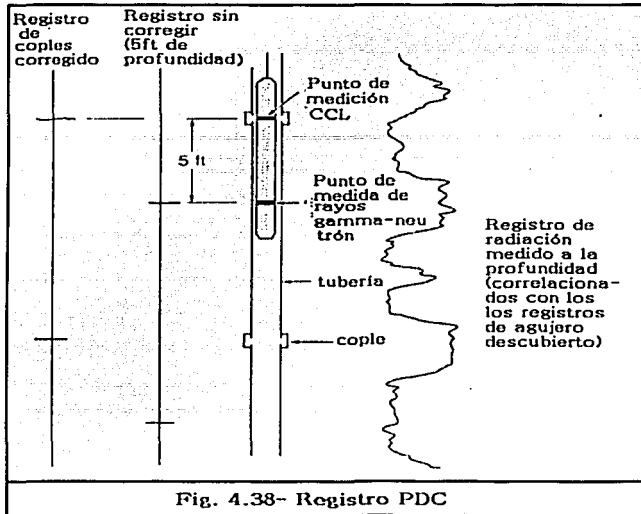 Registro
de
coples
corregido
Registro sin
corregir
(5ft de
profundidad)
Punto de
medición
CCL
5 ft
Punto de
medida de
rayos
gamma-neu
trón
tubería
cople
Registro de
radiación
medido a la
profundidad
(correlaciona-
dos con los
los registros
de agujero
descubierto)
Fig. 4.38- Registro PDC